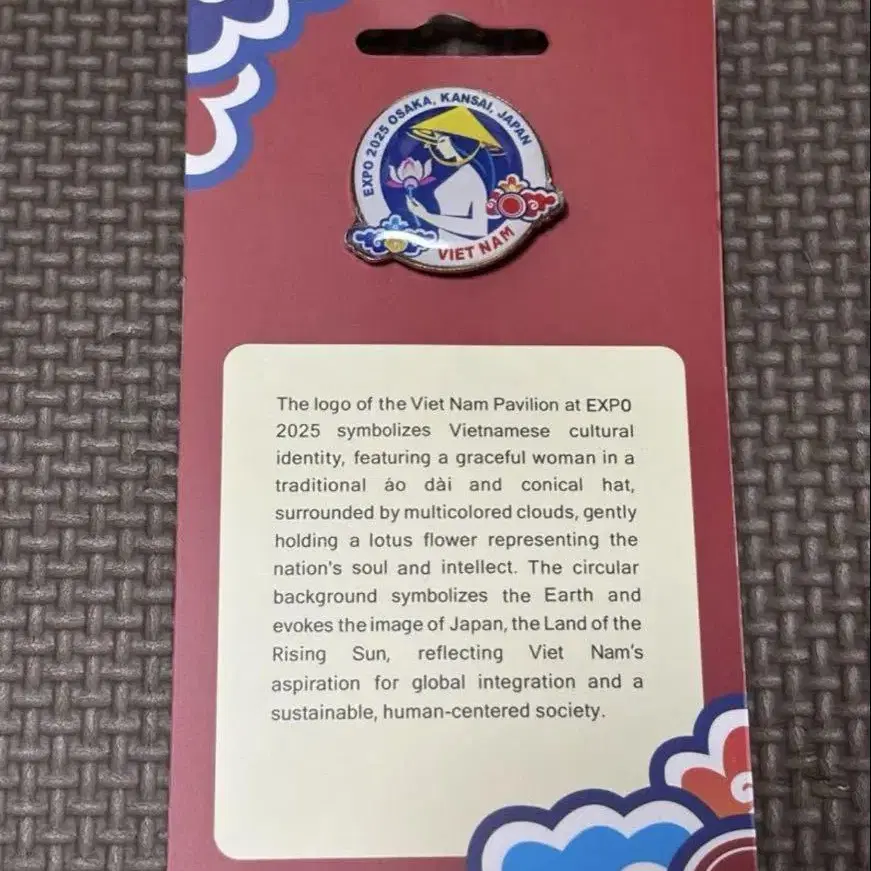 EXPO 2025 OSAKA, KANSAI, JAPAN
VIET NAM
The logo of the Viet Nam Pavilion at EXPO
2025 symbolizes Vietnamese cultural
identity, featuring a graceful woman in a
traditional áo dài and conical hat,
surrounded by multicolored clouds, gently
holding a lotus flower representing the
nation's soul and intellect. The circular
background symbolizes the Earth and
evokes the image of Japan, the Land of the
Rising Sun, reflecting Viet Nam's
aspiration for global integration and a
sustainable, human-centered society.